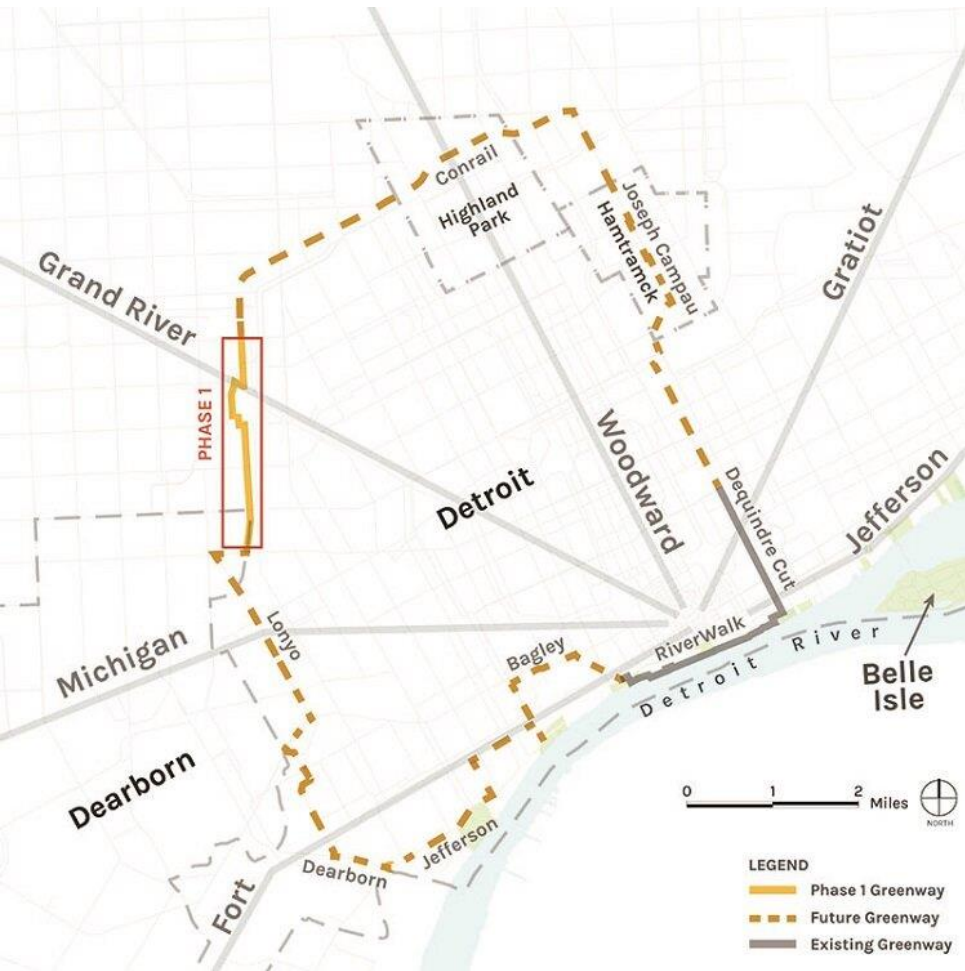 Conrail
Highland
Park
Joseph Campau
Hamtramck
Gratiot
Grand River
PHASE 1
Woodward
Detroit
Dequindre Cut
Jefferson
Lonyo
Michigan
Bagley
RiverWalk
Detroit River
Belle
Isle
Dearborn
Jefferson
Dearborn
Fort
0 1 2 Miles
NORTH
LEGEND
Phase 1 Greenway
Future Greenway
Existing Greenway